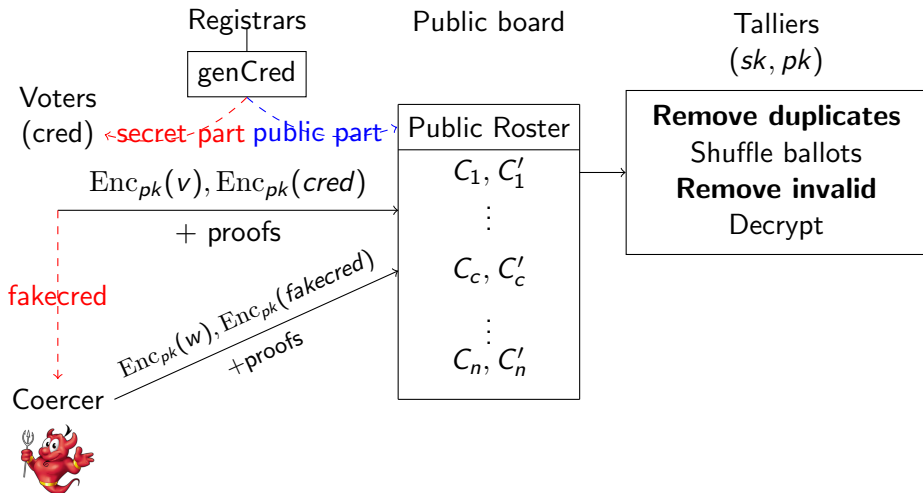 Registrars
genCred
Voters
(cred)
secret part
public part
Enc_pk(v), Enc_pk(cred)
+ proofs
fakecred
Enc_pk(w), Enc_pk(fakecred)
+proofs
Coercer
Public board
Public Roster
C_1, C'_1
⋮
C_c, C'_c
⋮
C_n, C'_n
Talliers
(sk, pk)
Remove duplicates
Shuffle ballots
Remove invalid
Decrypt